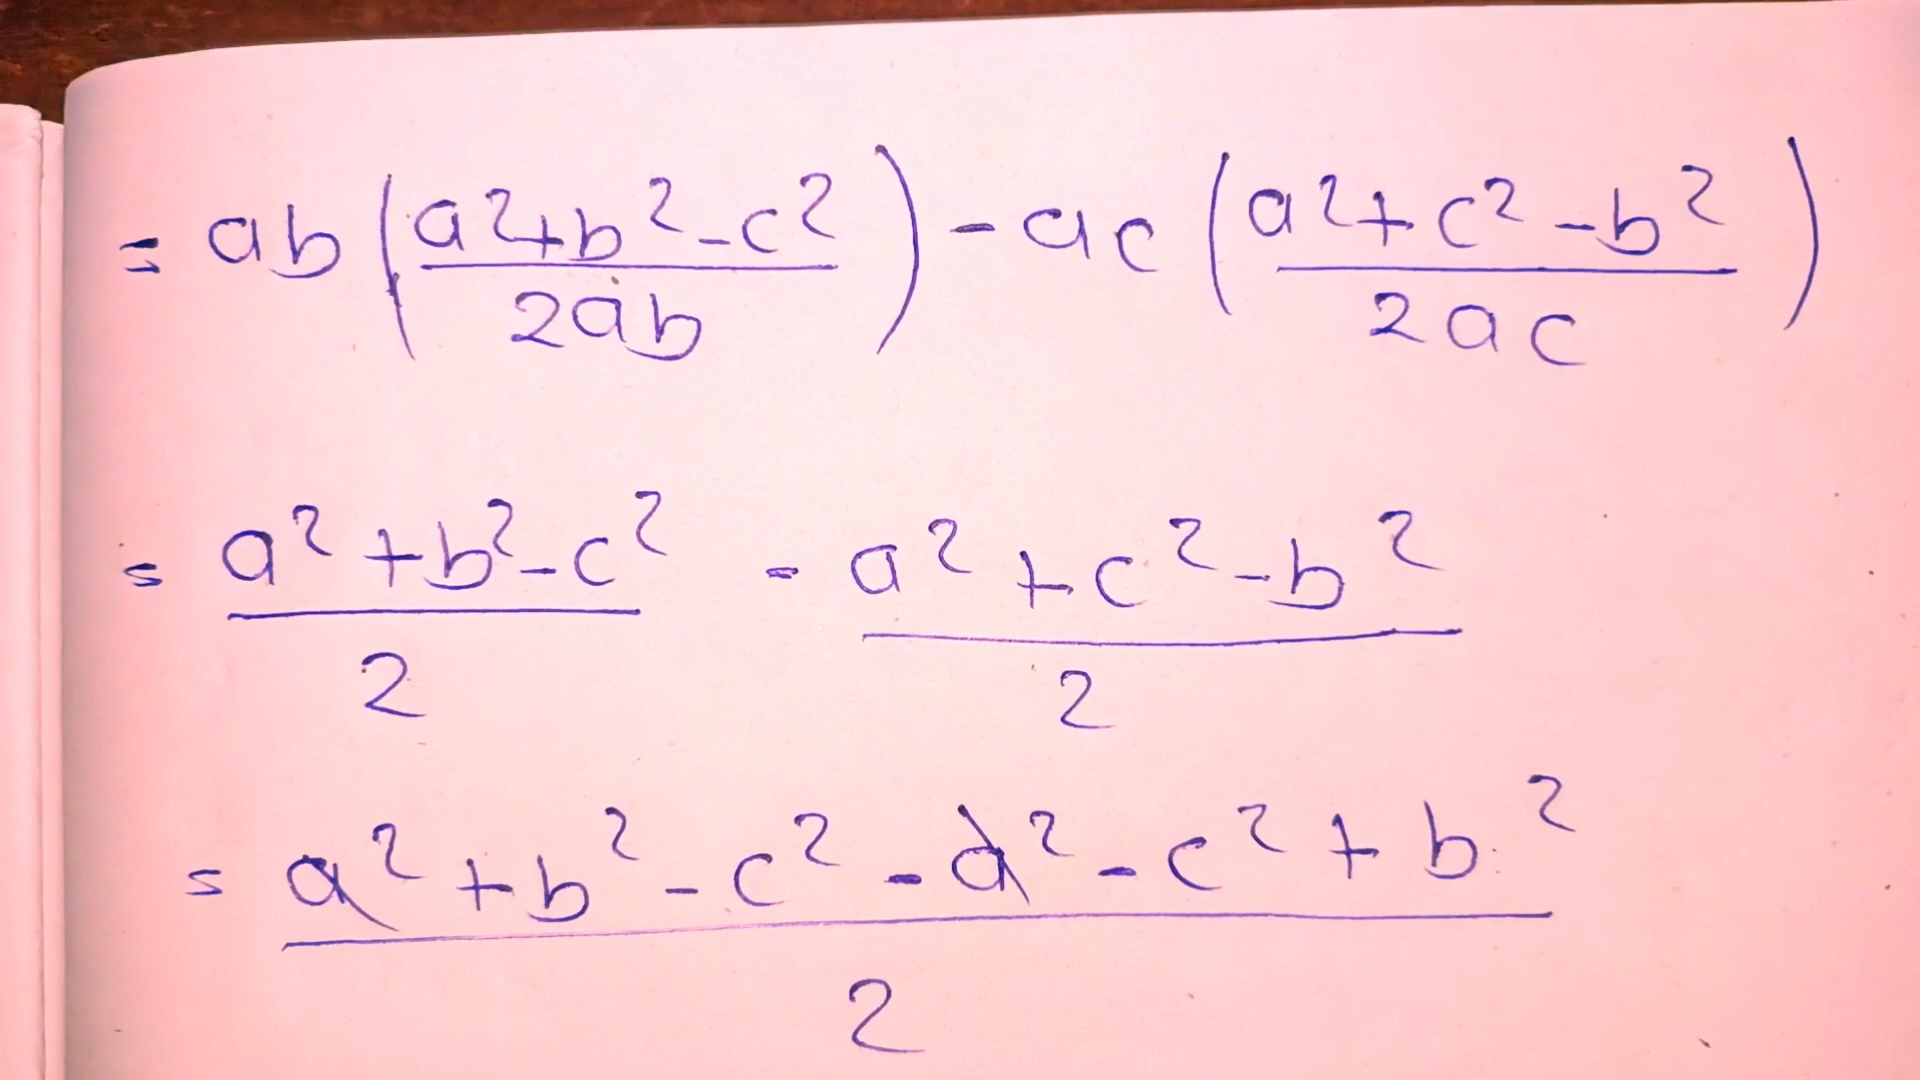 = ab(a²+b²-c² / 2ab) - ac(a²+c²-b² / 2ac)
= a²+b²-c² / 2 - a²+c²-b² / 2
= a²+b²-c²-a²-c²+b² / 2